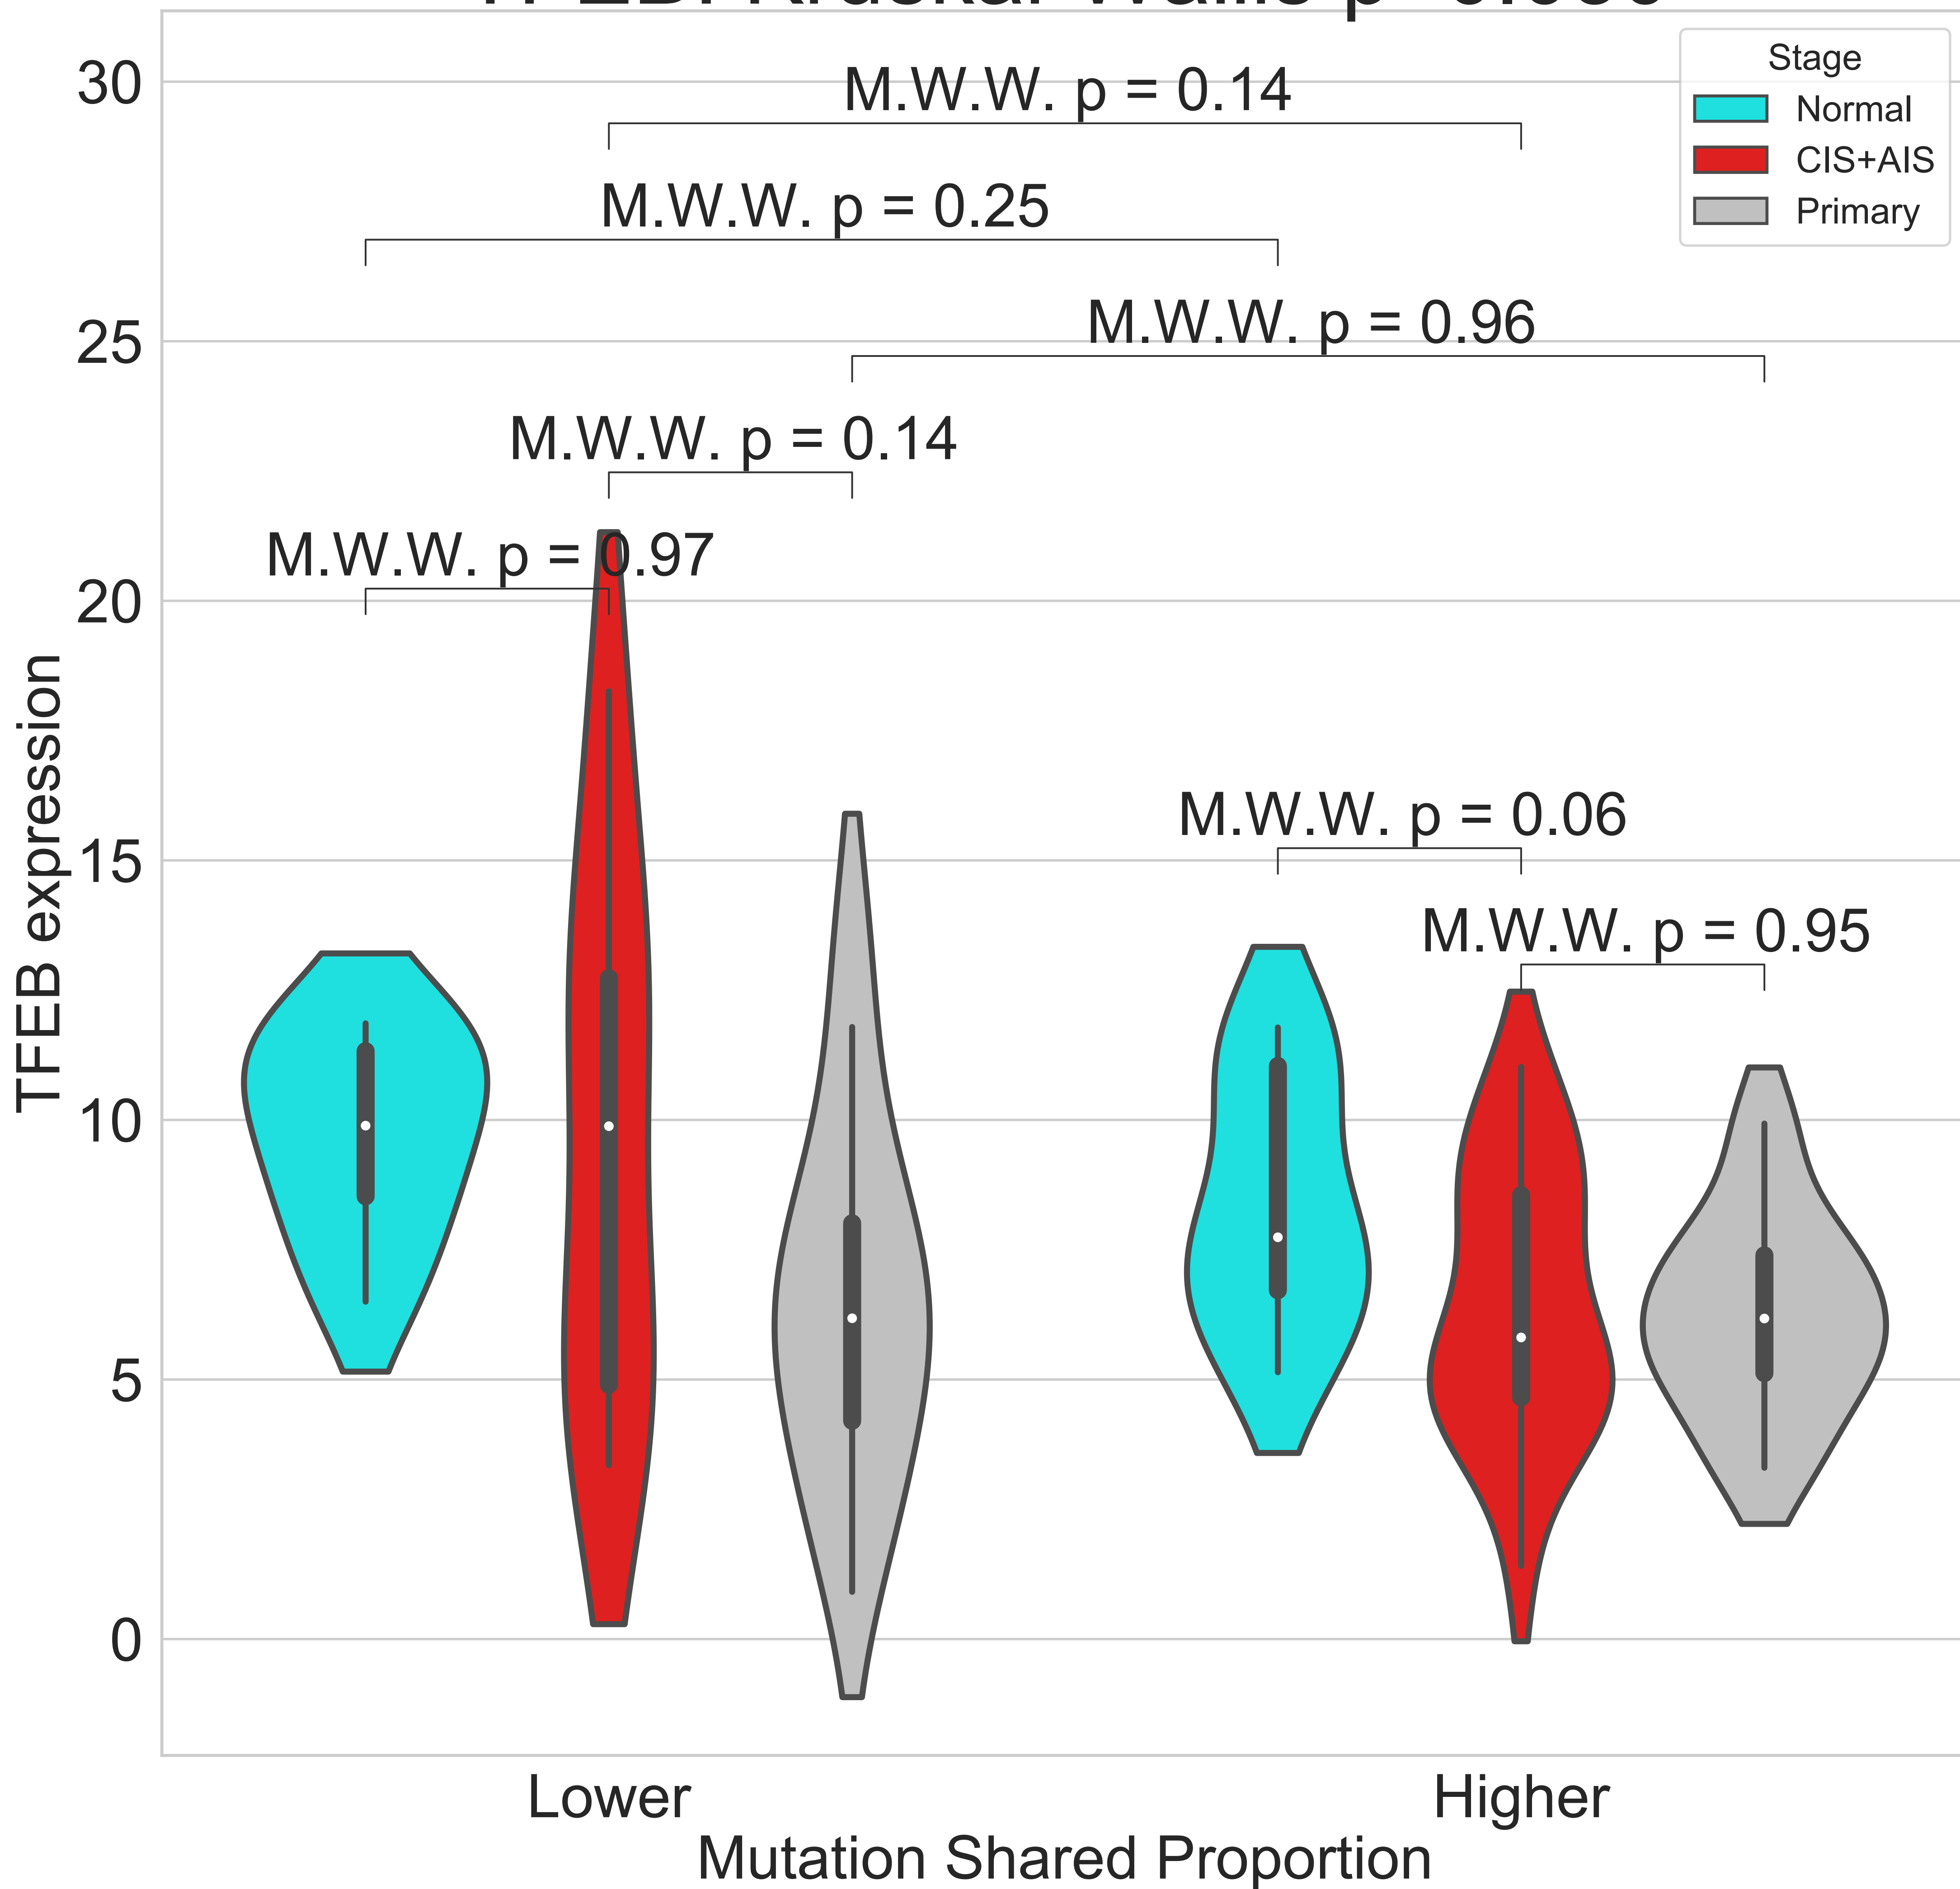 30
25
20
15
10
5
0
TFEB expression
M.W.W. p = 0.14
M.W.W. p = 0.25
M.W.W. p = 0.96
M.W.W. p = 0.14
M.W.W. p = 0.97
M.W.W. p = 0.06
M.W.W. p = 0.95
Stage
Normal
CIS+AIS
Primary
Lower
Higher
Mutation Shared Proportion